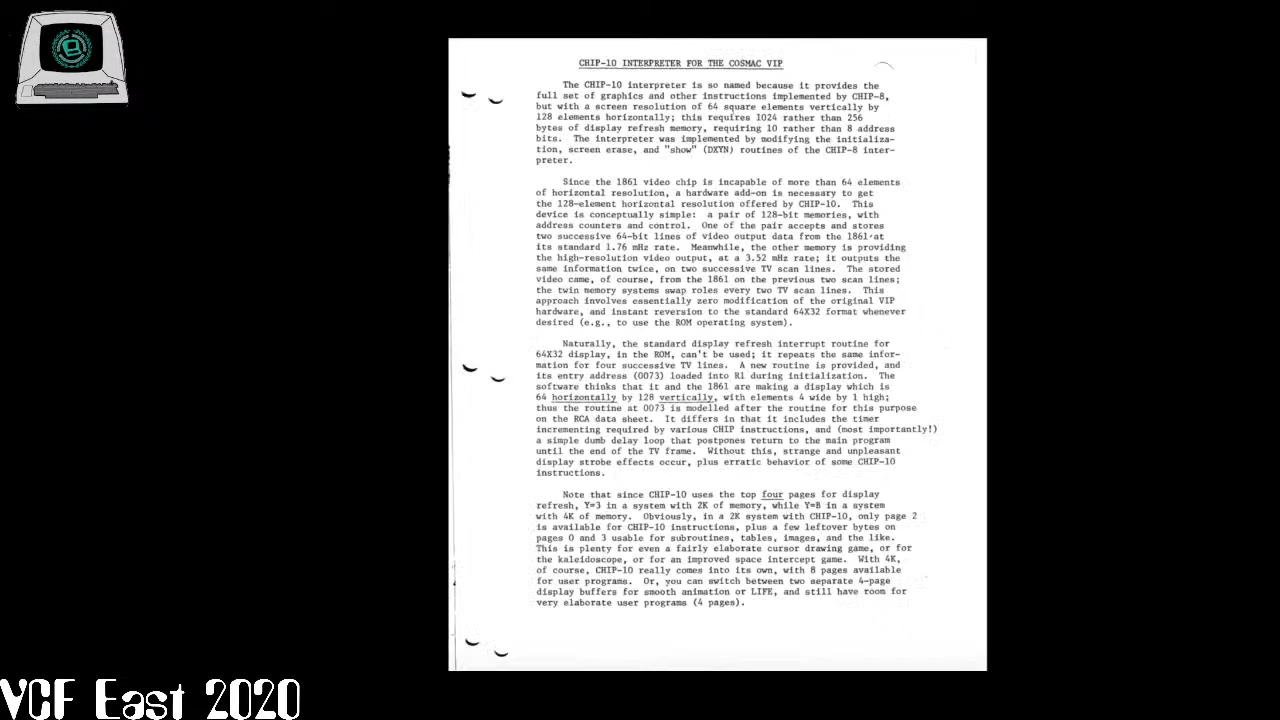 CHIP-10 INTERPRETER FOR THE COSMAC VIP
The CHIP-10 interpreter is so named because it provides the
full set of graphics and other instructions implemented by CHIP-8,
but with a screen resolution of 64 square elements vertically by
128 elements horizontally; this requires 1024 rather than 256
bytes of display refresh memory, requiring 10 rather than 8 address
bits. The interpreter was implemented by modifying the initializa-
tion, screen erase, and "show" (DXYN) routines of the CHIP-8 inter-
preter.
Since the 1861 video chip is incapable of more than 64 elements
of horizontal resolution, a hardware add-on is necessary to get
the 128-element horizontal resolution offered by CHIP-10. This
device is conceptually simple: a pair of 128-bit memories, with
address counters and control. One of the pair accepts and stores
two successive 64-bit lines of video output data from the 1861 at
its standard 1.76 mHz rate. Meanwhile, the other memory is providing
the high-resolution video output, at a 3.52 mHz rate; it outputs the
same information twice, on two successive TV scan lines. The stored
video came, of course, from the 1861 on the previous two scan lines;
the twin memory systems swap roles every two TV scan lines. This
approach involves essentially zero modification of the original VIP
hardware, and instant reversion to the standard 64X32 format whenever
desired (e.g., to use the ROM operating system).
Naturally, the standard display refresh interrupt routine for
64X32 display, in the ROM, can't be used; it repeats the same infor-
mation for four successive TV lines. A new routine is provided, and
its entry address (0073) loaded into R1 during initialization. The
software thinks that it and the 1861 are making a display which is
64 horizontally by 128 vertically, with elements 4 wide by 1 high;
thus the routine at 0073 is modelled after the routine for this purpose
on the RCA data sheet. It differs in that it includes the timer
incrementing required by various CHIP instructions, and (most importantly!)
a simple dumb delay loop that postpones return to the main program
until the end of the TV frame. Without this, strange and unpleasant
display strobe effects occur, plus erratic behavior of some CHIP-10
instructions.
Note that since CHIP-10 uses the top four pages for display
refresh, Y=3 in a system with 2K of memory, while Y=B in a system
with 4K of memory. Obviously, in a 2K system with CHIP-10, only page 2
is available for CHIP-10 instructions, plus a few leftover bytes on
pages 0 and 3 usable for subroutines, tables, images, and the like.
This is plenty for even a fairly elaborate cursor drawing game, or for
the kaleidoscope, or for an improved space intercept game. With 4K,
of course, CHIP-10 really comes into its own, with 8 pages available
for user programs. Or, you can switch between two separate 4-page
display buffers for smooth animation or LIFE, and still have room for
very elaborate user programs (4 pages).
VCF East 2020